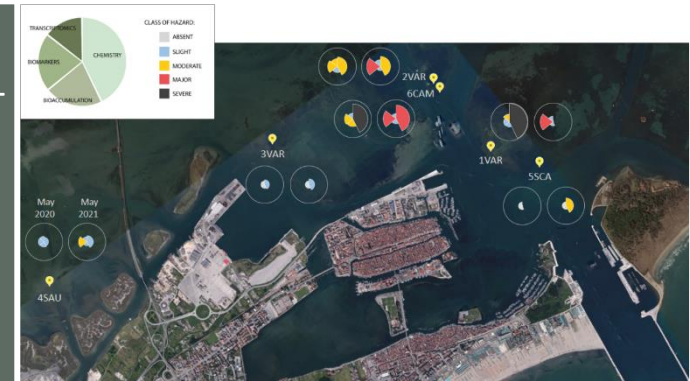 TRANSCRIPTOMICS
BIOMARKERS
CHEMISTRY
BIOACCUMULATION
CLASS OF HAZARD:
ABSENT
SLIGHT
MODERATE
MAJOR
SEVERE
2VAR
6CAM
3VAR
1VAR
5SCA
May
2020
May
2021
4SAU